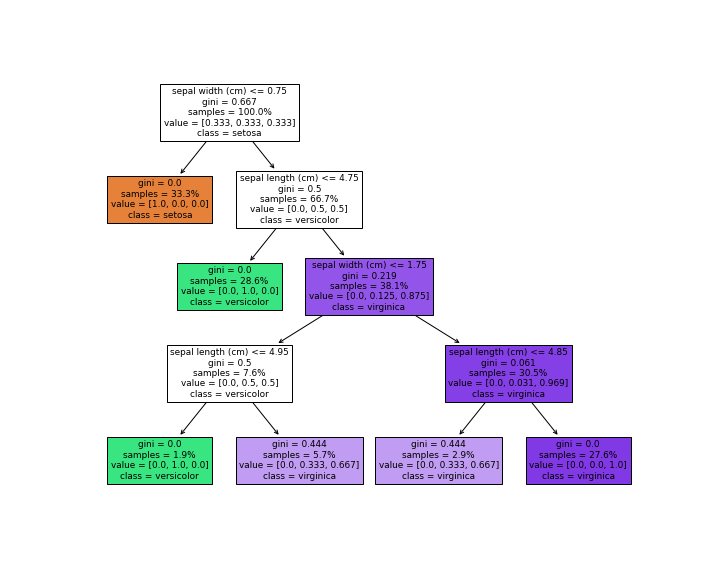 sepal width (cm) <= 0.75
gini = 0.667
samples = 100.0%
value = [0.333, 0.333, 0.333]
class = setosa
gini = 0.0
samples = 33.3%
value = [1.0, 0.0, 0.0]
class = setosa
sepal length (cm) <= 4.75
gini = 0.5
samples = 66.7%
value = [0.0, 0.5, 0.5]
class = versicolor
gini = 0.0
samples = 28.6%
value = [0.0, 1.0, 0.0]
class = versicolor
sepal width (cm) <= 1.75
gini = 0.219
samples = 38.1%
value = [0.0, 0.125, 0.875]
class = virginica
sepal length (cm) <= 4.95
gini = 0.5
samples = 7.6%
value = [0.0, 0.5, 0.5]
class = versicolor
sepal length (cm) <= 4.85
gini = 0.061
samples = 30.5%
value = [0.0, 0.031, 0.969]
class = virginica
gini = 0.0
samples = 1.9%
value = [0.0, 1.0, 0.0]
class = versicolor
gini = 0.444
samples = 5.7%
value = [0.0, 0.333, 0.667]
class = virginica
gini = 0.444
samples = 2.9%
value = [0.0, 0.333, 0.667]
class = virginica
gini = 0.0
samples = 27.6%
value = [0.0, 0.0, 1.0]
class = virginica